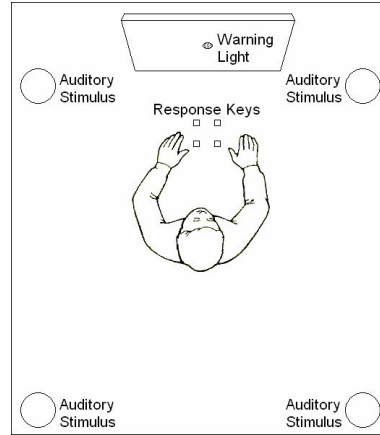 Warning
Light
Auditory
Stimulus
Auditory
Stimulus
Response Keys
Auditory
Stimulus
Auditory
Stimulus